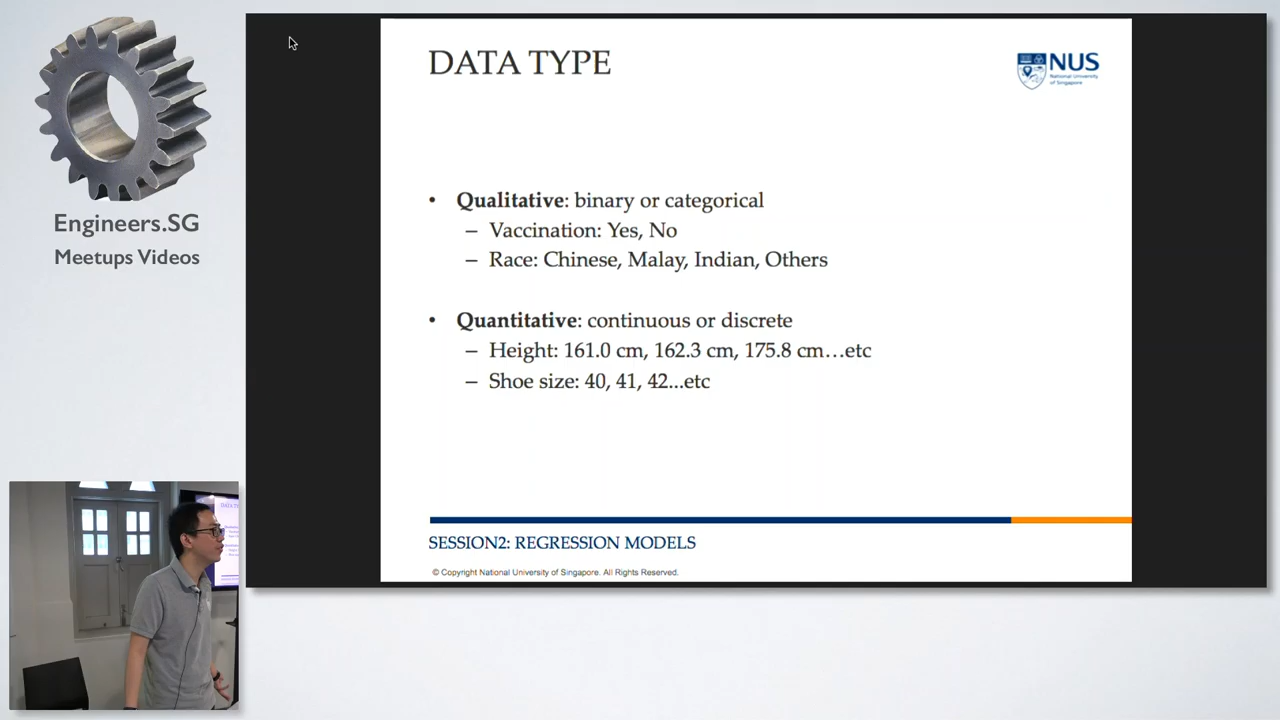 Engineers.SG
Meetups Videos
DATA TYPE
NUS
National University
of Singapore
• Qualitative: binary or categorical
– Vaccination: Yes, No
– Race: Chinese, Malay, Indian, Others
• Quantitative: continuous or discrete
– Height: 161.0 cm, 162.3 cm, 175.8 cm…etc
– Shoe size: 40, 41, 42...etc
SESSION2: REGRESSION MODELS
© Copyright National University of Singapore. All Rights Reserved.
DATA TYPE